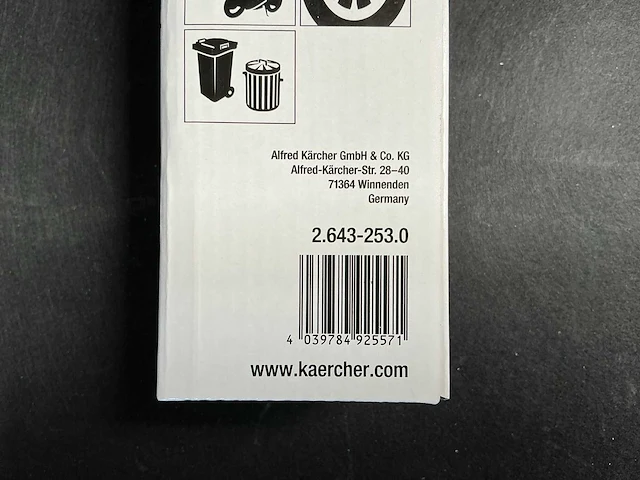 Alfred Kärcher GmbH & Co. KG
Alfred-Kärcher-Str. 28–40
71364 Winnenden
Germany
2.643-253.0
4 039784 925571
www.kaercher.com